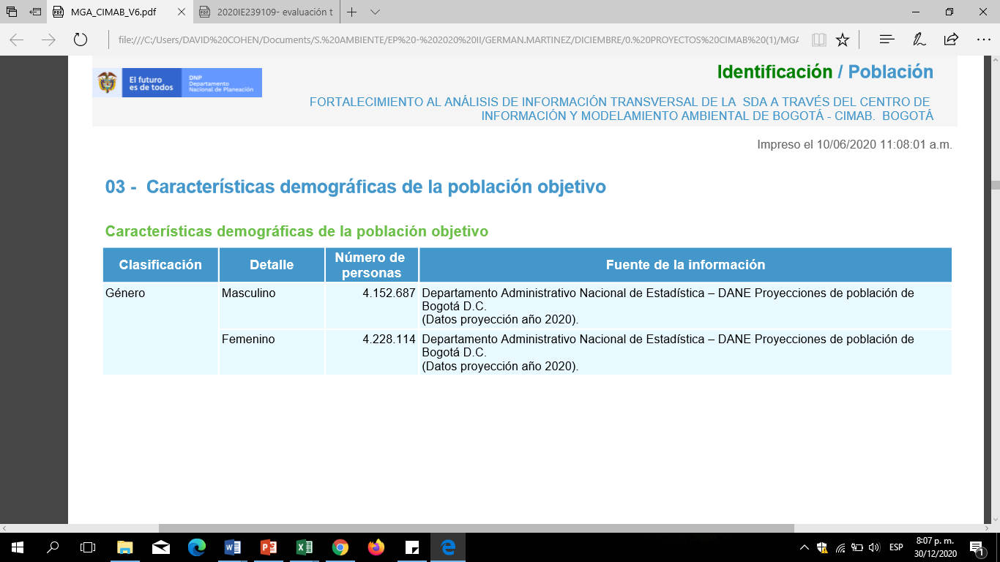 MGA_CIMAB_V6.pdf
2020IE239109- evaluación t
file:///C:/Users/DAVID%20COHEN/Documents/S.%20AMBIENTE/EP%20-%202020%20II/GERMAN.MARTINEZ/DICIEMBRE/0.%20PROYECTOS%20CIMAB%20(1)/MGA
El futuro
es de todos
DNP
Departamento
Nacional de Planeación
Identificación / Población
FORTALECIMIENTO AL ANÁLISIS DE INFORMACIÓN TRANSVERSAL DE LA SDA A TRAVÉS DEL CENTRO DE
INFORMACIÓN Y MODELAMIENTO AMBIENTAL DE BOGOTÁ - CIMAB. BOGOTÁ
Impreso el 10/06/2020 11:08:01 a.m.
03 - Características demográficas de la población objetivo
Características demográficas de la población objetivo
Clasificación
Detalle
Número de
personas
Fuente de la información
Género
Masculino
4.152.687
Departamento Administrativo Nacional de Estadística – DANE Proyecciones de población de
Bogotá D.C.
(Datos proyección año 2020).
Femenino
4.228.114
Departamento Administrativo Nacional de Estadística – DANE Proyecciones de población de
Bogotá D.C.
(Datos proyección año 2020).
ESP
8:07 p. m.
30/12/2020
1